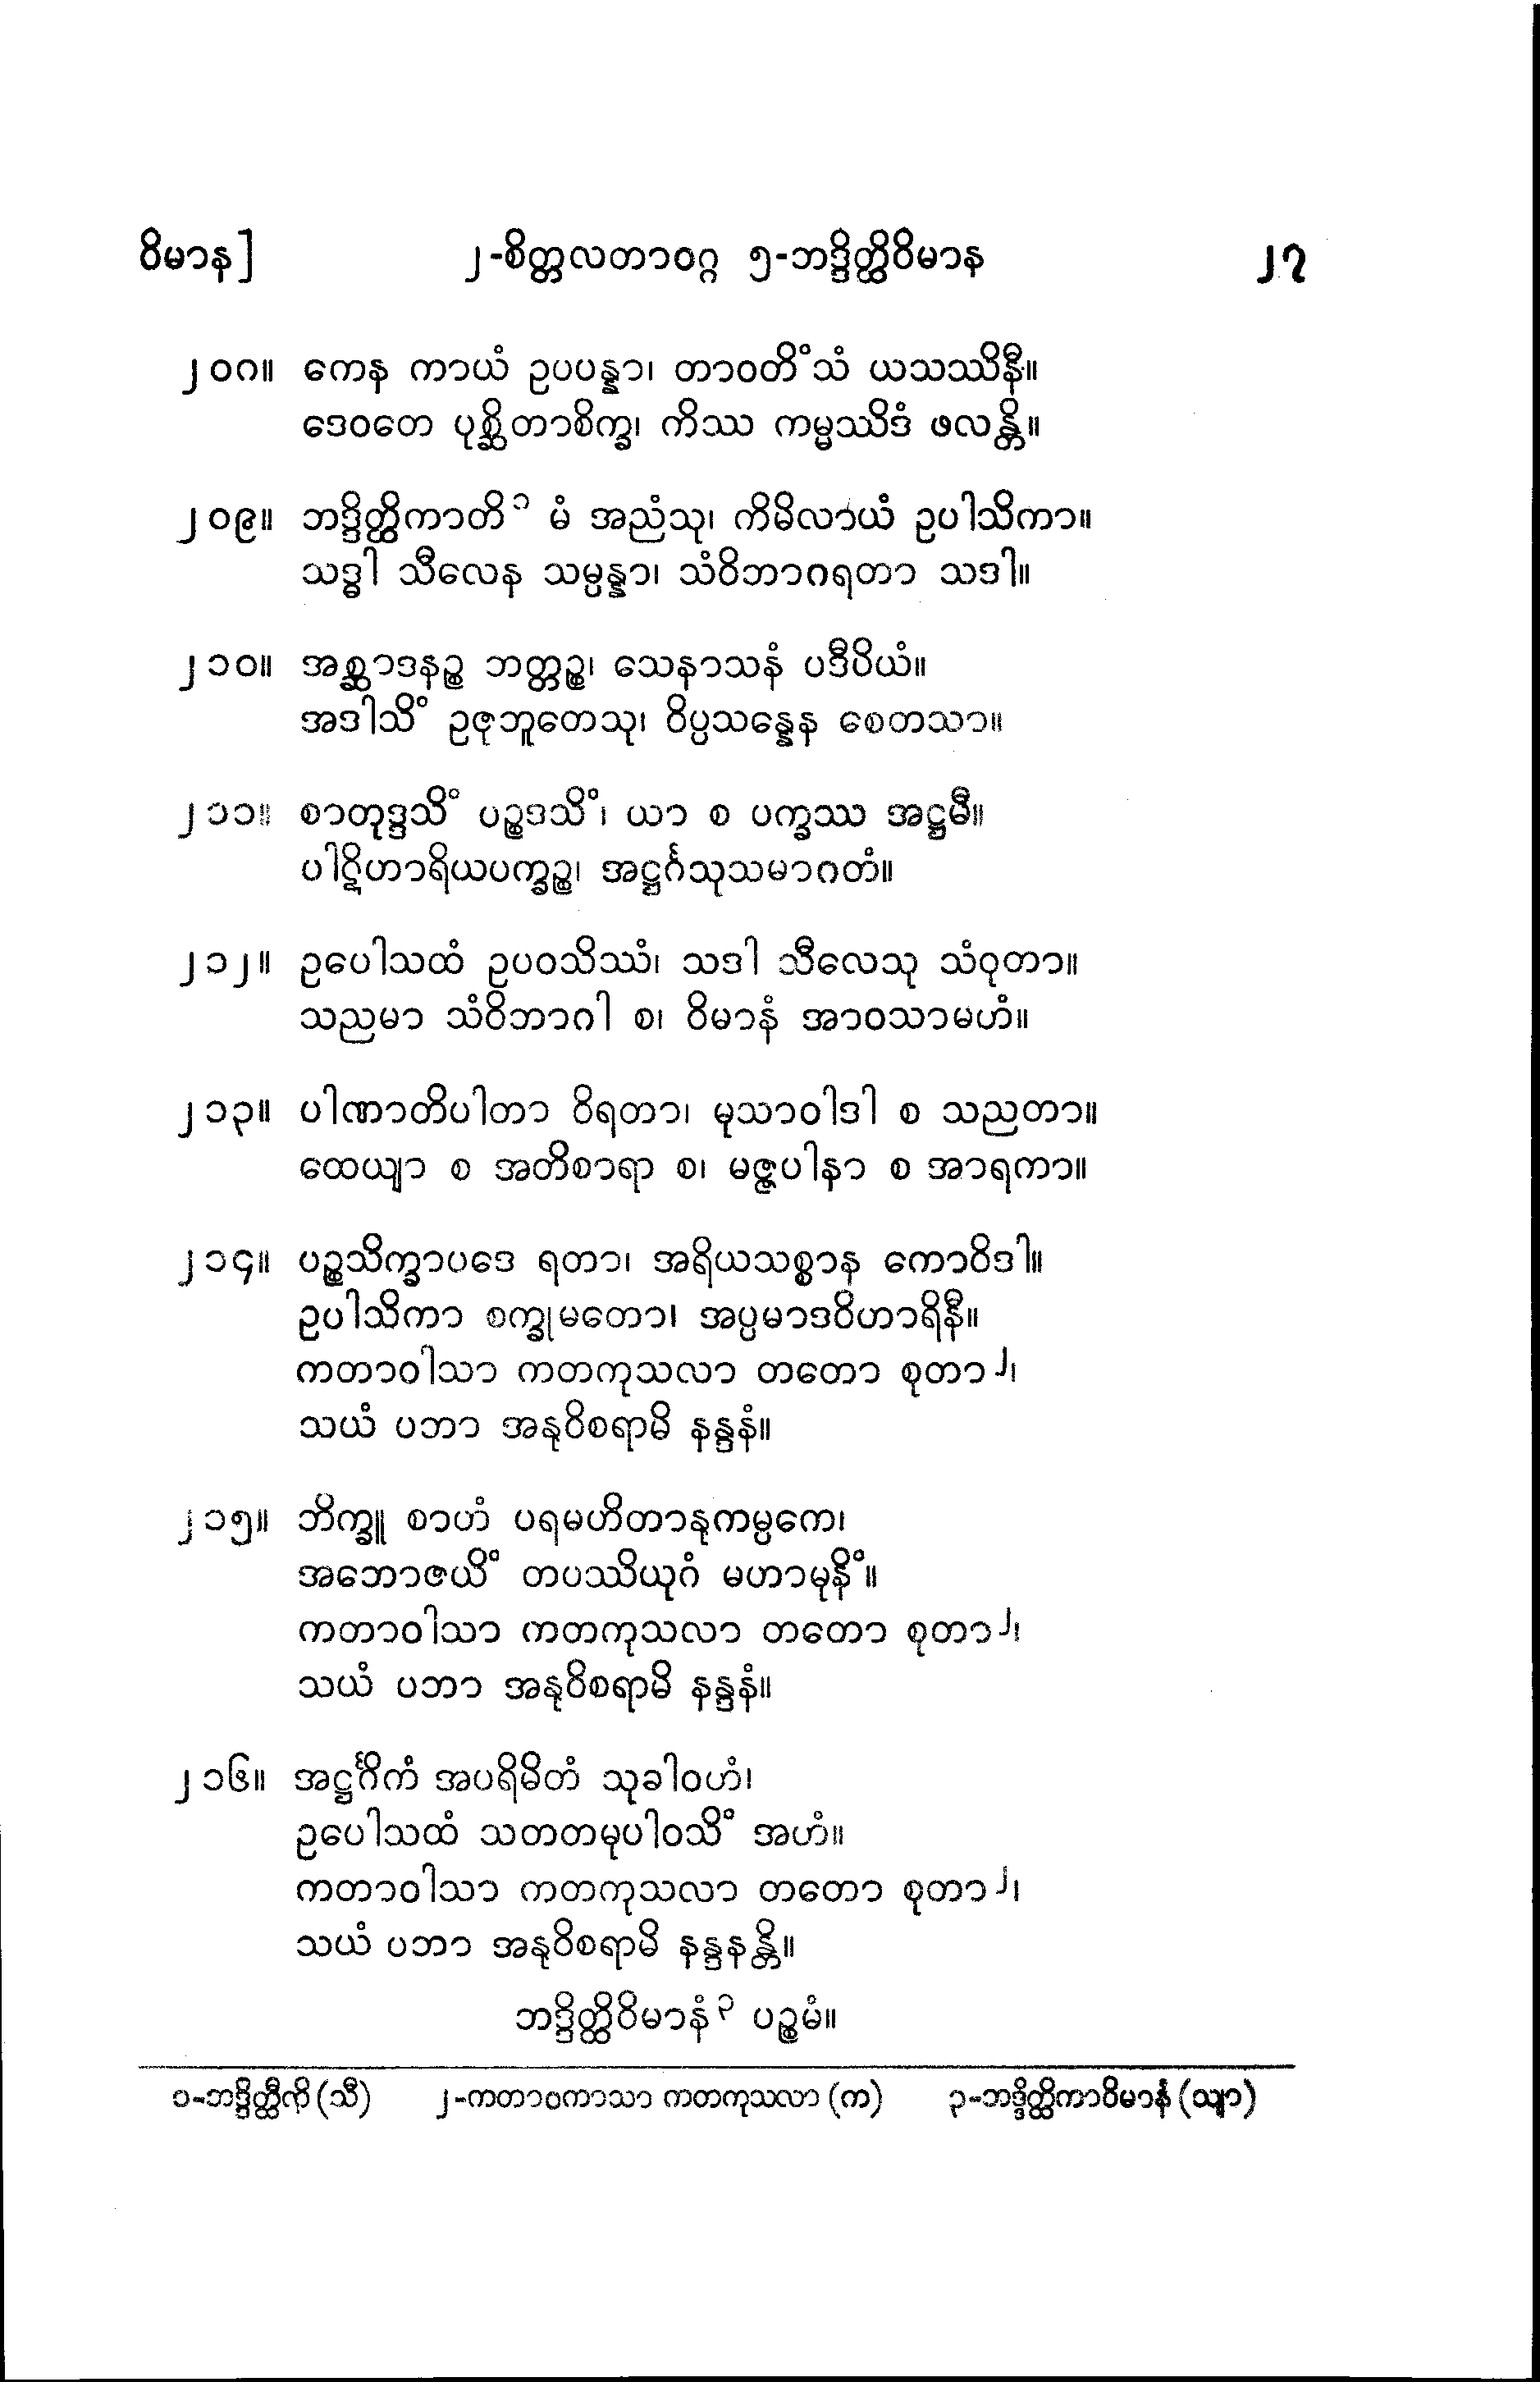 ဝိမာန]	၂-စိတ္တလတာဝဂ္ဂ ၅-ဘဒ္ဒိတ္ထိဝိမာန	၂၇
၂၀၈။ ကေန ကာယံ ဥပပန္နာ၊ တာဝတိံသံ ယသဿိနီ။
ဒေဝတေ ပုစ္ဆိတာစိက္ခ၊ ကိဿ ကမ္မဿိဒံ ဖလန္တိ။
၂၀၉။ ဘဒ္ဒိတ္ထိကာတိ ၁ မံ အညံသု၊ ကိမိလာယံ ဥပါသိကာ။
သဒ္ဓါ သီလေန သမ္ပန္နာ၊ သံဝိဘာဂရတာ သဒါ။
၂၁၀။ အစ္ဆာဒနဉ္စ ဘတ္တဉ္စ၊ သေနာသနံ ပဒီပိယံ။
အဒါသိံ ဥဇုဘူတေသု၊ ဝိပ္ပသန္နေန စေတသာ။
၂၁၁။ စာတုဒ္ဒသိံ ပဉ္စဒသိံ၊ ယာ စ ပက္ခဿ အဋ္ဌမီ။
ပါဋိဟာရိယပက္ခဉ္စ၊ အဋ္ဌင်္ဂသုသမာဂတံ။
၂၁၂။ ဥပေါသထံ ဥပဝသိဿံ၊ သဒါ သီလေသု သံဝုတာ။
သညမာ သံဝိဘာဂါ စ၊ ဝိမာနံ အာဝသာမဟံ။
၂၁၃။ ပါဏာတိပါတာ ဝိရတာ၊ မုသာဝါဒါ စ သညတာ။
ထေယျာ စ အတိစာရာ စ၊ မဇ္ဇပါနာ စ အာရကာ။
၂၁၄။ ပဉ္စသိက္ခာပဒေ ရတာ၊ အရိယသစ္စာန ကောဝိဒါ။
ဥပါသိကာ စက္ခုမတော၊ အပ္ပမာဒဝိဟာရိနီ။
ကတာဝါသာ ကတကုသလာ တတော စုတာ ၂၊
သယံ ပဘာ အနုဝိစရာမိ နန္ဒနံ။
၂၁၅။ ဘိက္ခူ စာဟံ ပရမဟိတာနုကမ္ပကေ၊
အဘောဇယိံ တပဿိယုဂံ မဟာမုနိံ။
ကတာဝါသာ ကတကုသလာ တတော စုတာ ၂၊
သယံ ပဘာ အနုဝိစရာမိ နန္ဒနံ။
၂၁၆။ အဋ္ဌင်္ဂိကံ အပရိမိတံ သုခါဝဟံ၊
ဥပေါသထံ သတတမုပါဝသိံ အဟံ။
ကတာဝါသာ ကတကုသလာ တတော စုတာ ၂၊
သယံ ပဘာ အနုဝိစရာမိ နန္ဒနန္တိ။
ဘဒ္ဒိတ္ထိဝိမာနံ ၃ ပဉ္စမံ။
၁-ဘဒ္ဒိတ္ထီကိ (သီ)	၂-ကတာဝကာသာ ကတကုသလာ (က)	၃-ဘဒ္ဒိတ္ထိကာဝိမာနံ (သျာ)